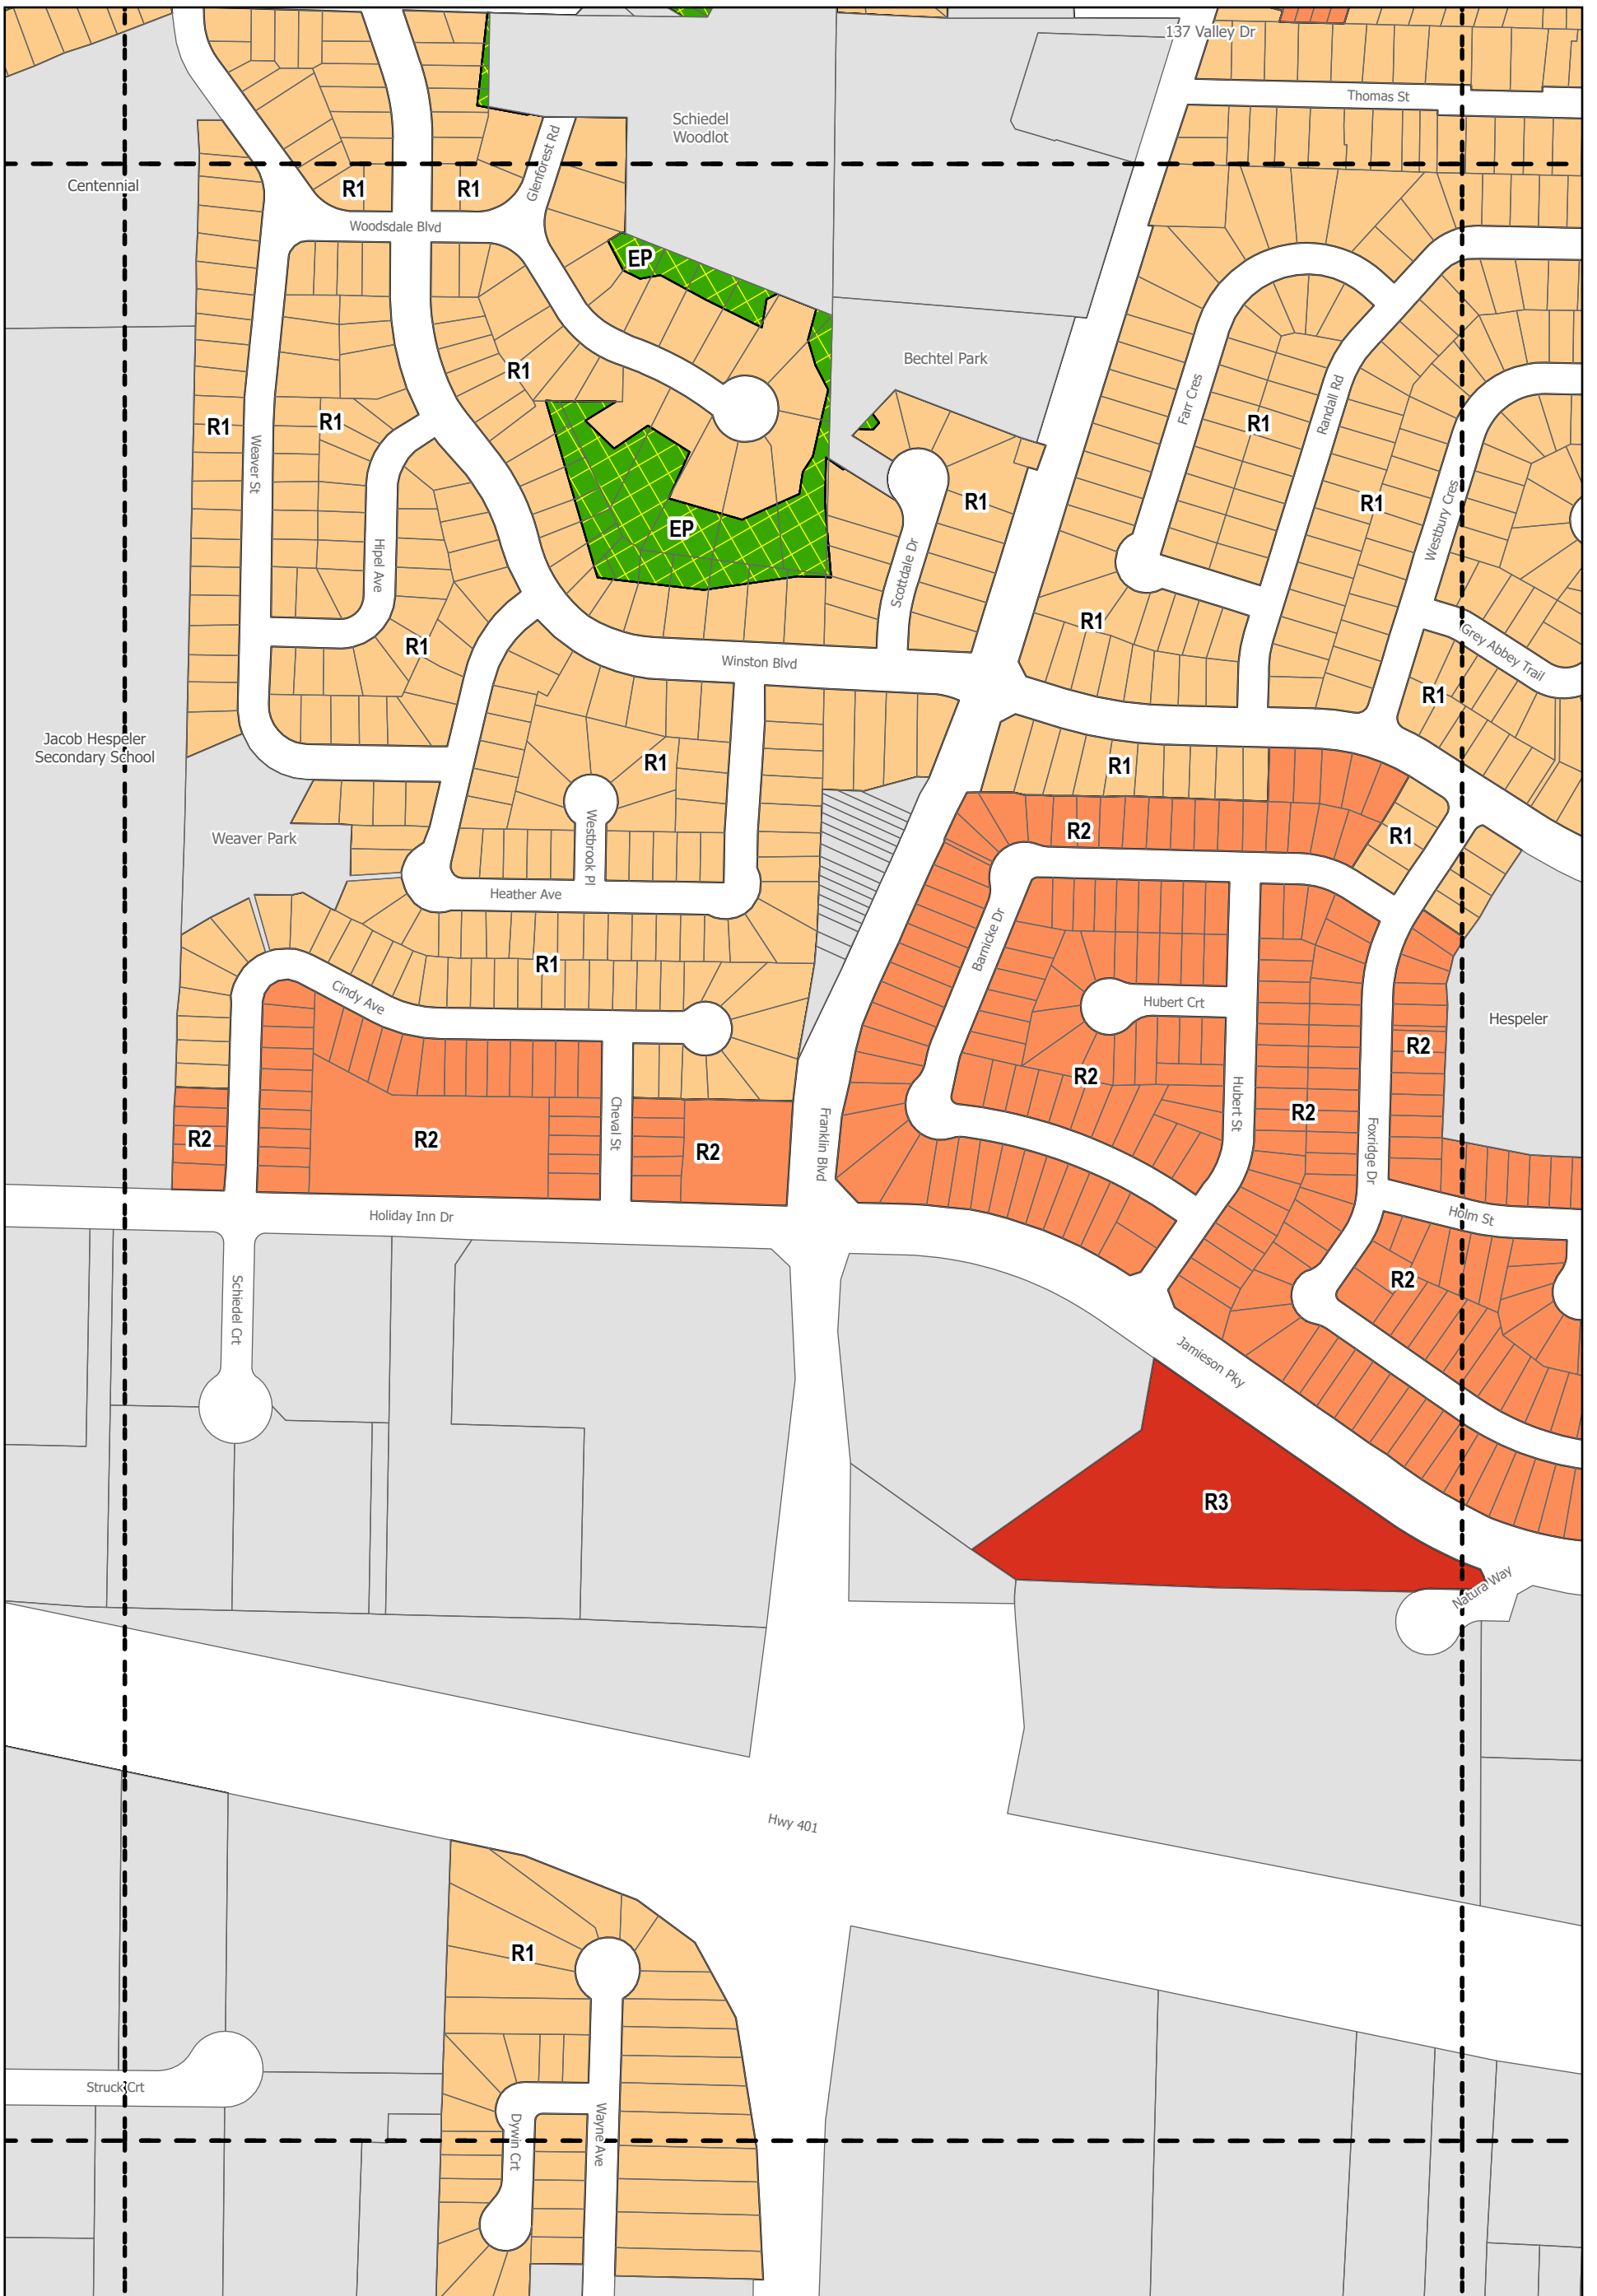 137 Valley Dr
Thomas St
Schiedel
Woodlot
Glenforest Rd
Centennial
R1
R1
Woodsdale Blvd
EP
Bechtel Park
R1
Farr Cres
Randall Rd
R1
R1
R1
Weaver St
R1
R1
Westbury Cres
EP
Hipel Ave
Scottdale Dr
R1
R1
Grey Abbey Trail
Winston Blvd
R1
Jacob Hespeler
Secondary School
R1
R1
R2
R1
Weaver Park
Westbrook Pl
Heather Ave
Barnicke Dr
R1
Cindy Ave
Hubert Crt
Hespeler
R2
R2
Hubert St
R2
Cheval St
R2
R2
R2
Franklin Blvd
Foxridge Dr
Holiday Inn Dr
Holm St
R2
Schiedel Crt
Jamieson Pky
R3
Natura Way
Hwy 401
R1
Struck Crt
Dywin Crt
Wayne Ave